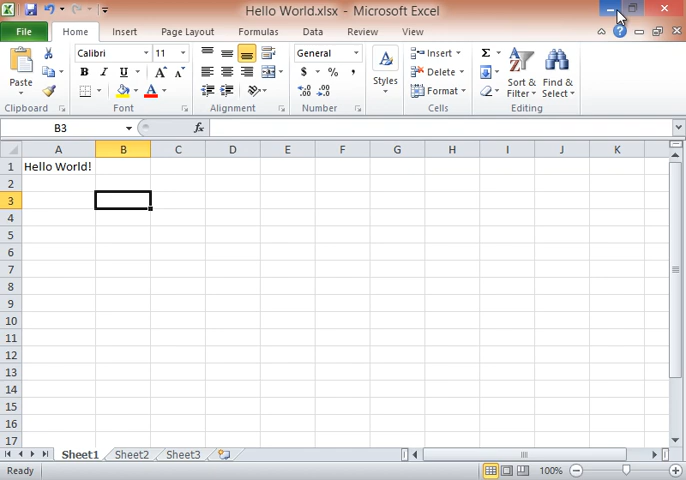 Hello World.xlsx - Microsoft Excel
File Home Insert Page Layout Formulas Data Review View
Calibri 11 General Insert Σ
B I U A A $ % , Delete
Paste A Styles Format Sort & Filter Find & Select
Clipboard Font Alignment Number Cells Editing
B3 fx
A B C D E F G H I J K
1 Hello World!
2
3
4
5
6
7
8
9
10
11
12
13
14
15
16
17
Sheet1 Sheet2 Sheet3
Ready 100%